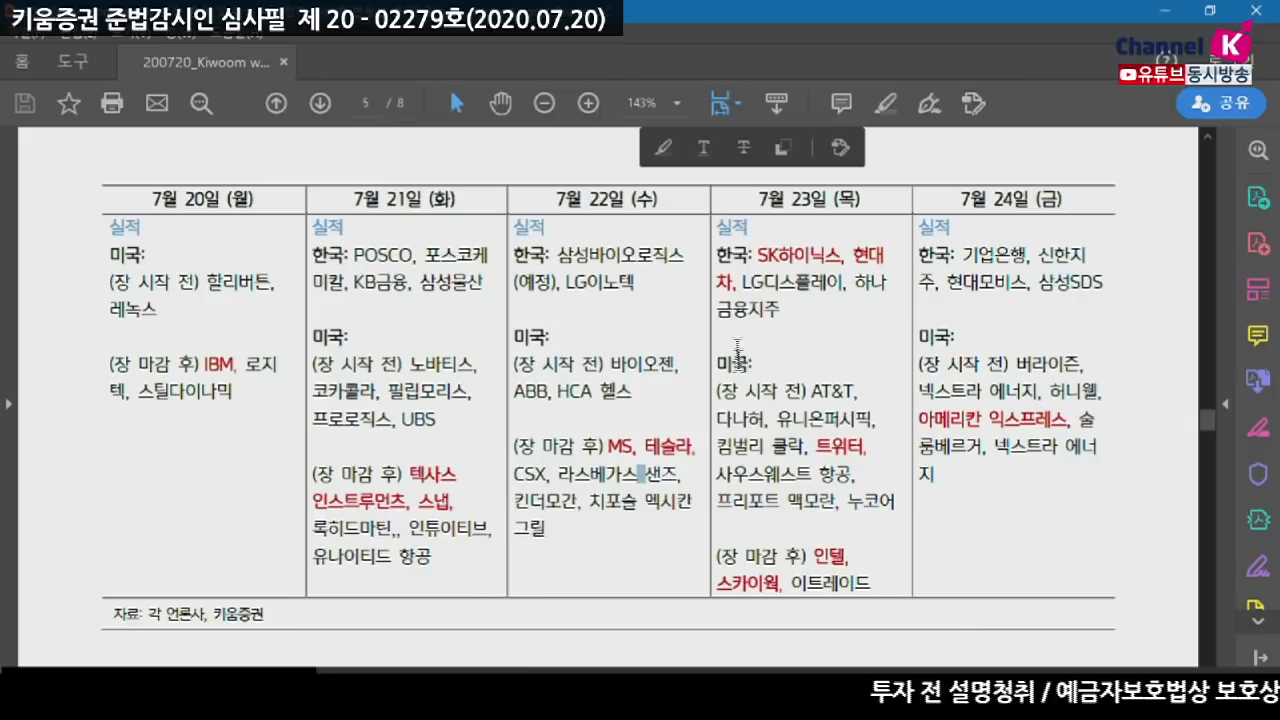 키움증권 준법감시인 심사필 제 20 - 02279호(2020.07.20)
Channel K
유튜브 동시방송
홈 도구 200720_Kiwoom w... ×
5 / 8 143% 공유
7월 20일 (월)
실적
미국:
(장 시작 전) 할리버튼,
레녹스
(장 마감 후) IBM, 로지
텍, 스틸다이나믹
7월 21일 (화)
실적
한국: POSCO, 포스코케
미칼, KB금융, 삼성물산
미국:
(장 시작 전) 노바티스,
코카콜라, 필립모리스,
프로로직스, UBS
(장 마감 후) 텍사스
인스트루먼츠, 스냅,
록히드마틴,, 인튜이티브,
유나이티드 항공
7월 22일 (수)
실적
한국: 삼성바이오로직스
(예정), LG이노텍
미국:
(장 시작 전) 바이오젠,
ABB, HCA 헬스
(장 마감 후) MS, 테슬라,
CSX, 라스베가스 샌즈,
킨더모간, 치포슬 멕시칸
그릴
7월 23일 (목)
실적
한국: SK하이닉스, 현대
차, LG디스플레이, 하나
금융지주
미국:
(장 시작 전) AT&T,
다나허, 유니온퍼시픽,
킴벌리 클락, 트위터,
사우스웨스트 항공,
프리포트 맥모란, 누코어
(장 마감 후) 인텔,
스카이웍, 이트레이드
7월 24일 (금)
실적
한국: 기업은행, 신한지
주, 현대모비스, 삼성SDS
미국:
(장 시작 전) 버라이즌,
넥스트라 에너지, 허니웰,
아메리칸 익스프레스, 슐
룸베르거, 넥스트라 에너
지
자료: 각 언론사, 키움증권
투자 전 설명청취 / 예금자보호법상 보호상